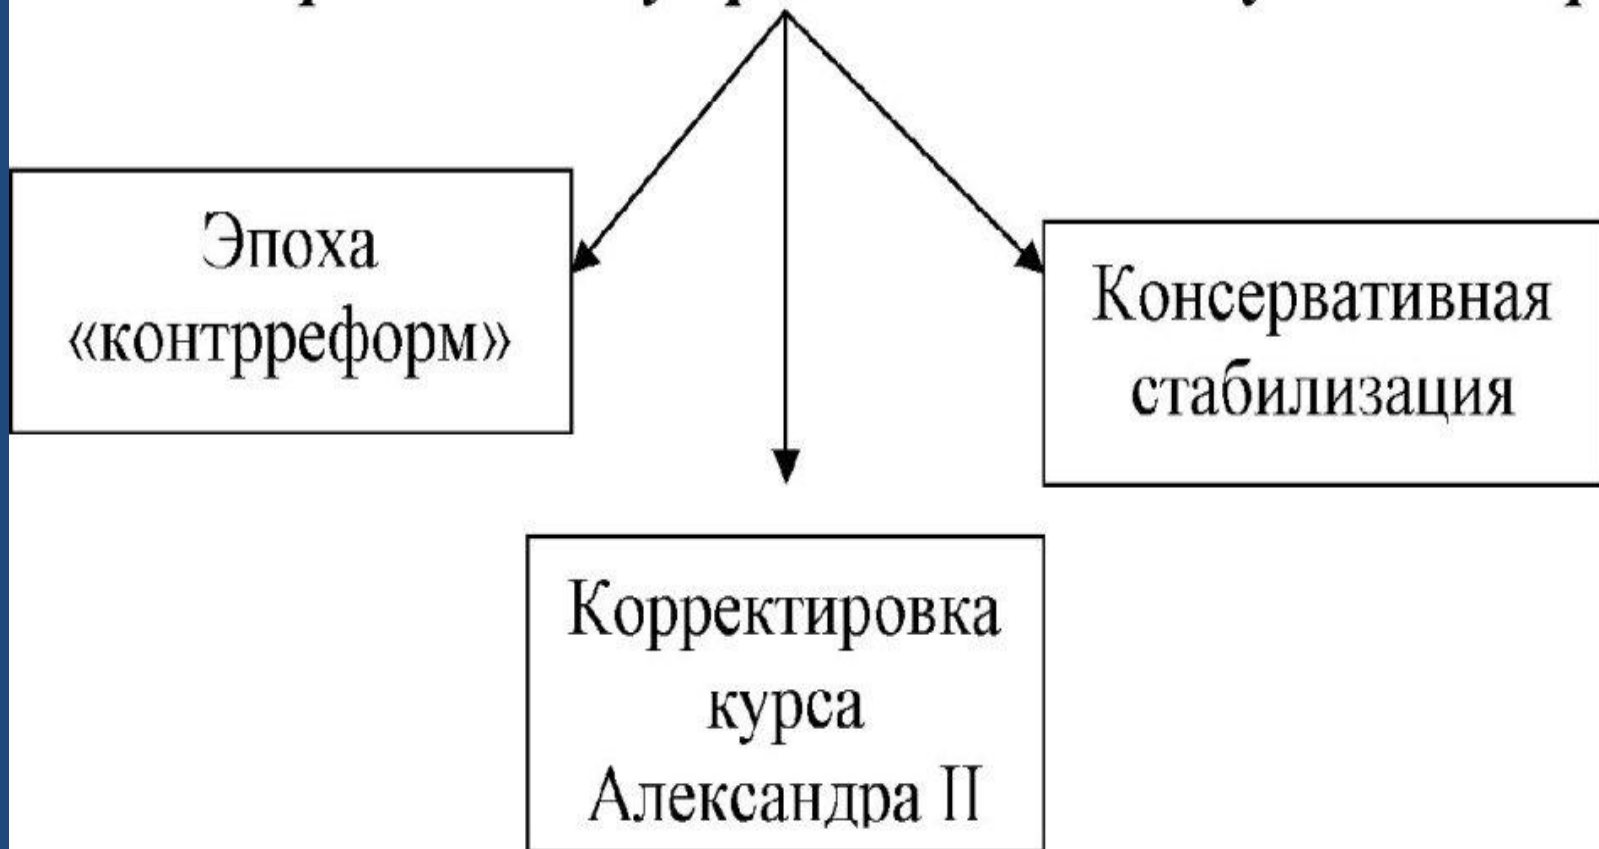 Эпоха
«контрреформ»
Консервативная
стабилизация
Корректировка
курса
Александра II